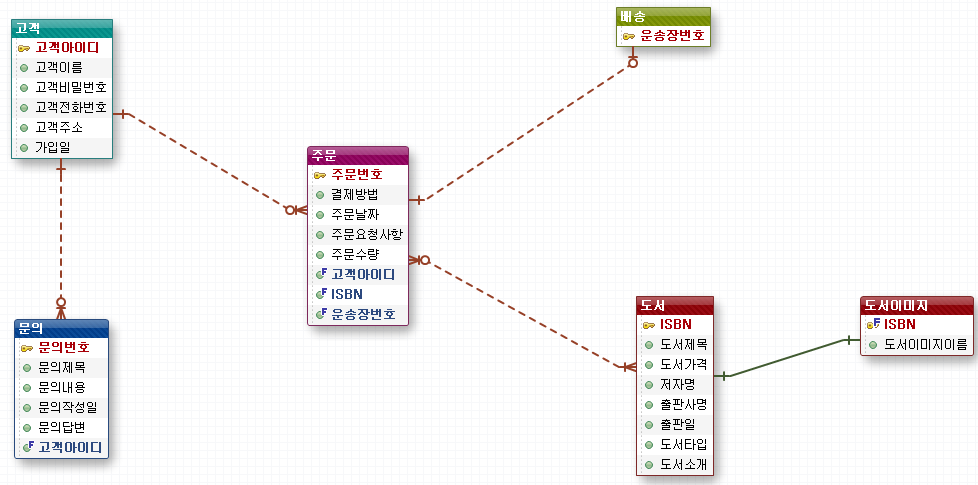 고객
고객아이디
고객이름
고객비밀번호
고객전화번호
고객주소
가입일
배송
운송장번호
주문
주문번호
결제방법
주문날짜
주문요청사항
주문수량
고객아이디
ISBN
운송장번호
문의
문의번호
문의제목
문의내용
문의작성일
문의답변
고객아이디
도서
ISBN
도서제목
도서가격
저자명
출판사명
출판일
도서타입
도서소개
도서이미지
ISBN
도서이미지이름